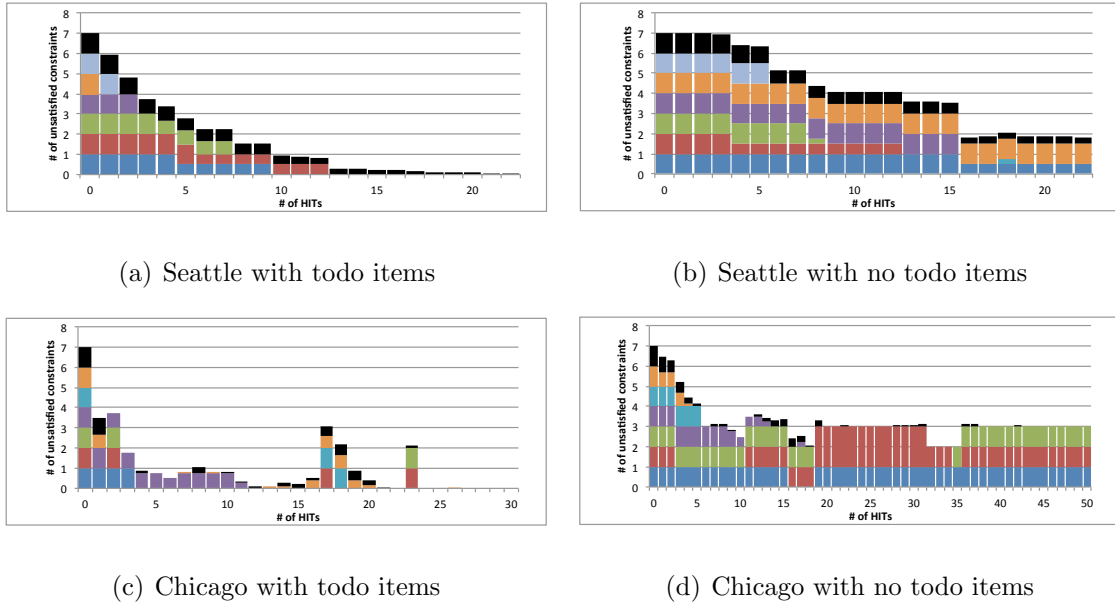 # of unsatisfied constraints
8
7
6
5
4
3
2
1
0
0 5 10 15 20
# of HITs
(a) Seattle with todo items
# of unsatisfied constraints
8
7
6
5
4
3
2
1
0
0 5 10 15 20
# of HITs
(b) Seattle with no todo items
# of unsatisfied constraints
8
7
6
5
4
3
2
1
0
0 5 10 15 20 25 30
# of HITs
(c) Chicago with todo items
# of unsatisfied constraints
8
7
6
5
4
3
2
1
0
0 5 10 15 20 25 30 35 40 45 50
# of HITs
(d) Chicago with no todo items